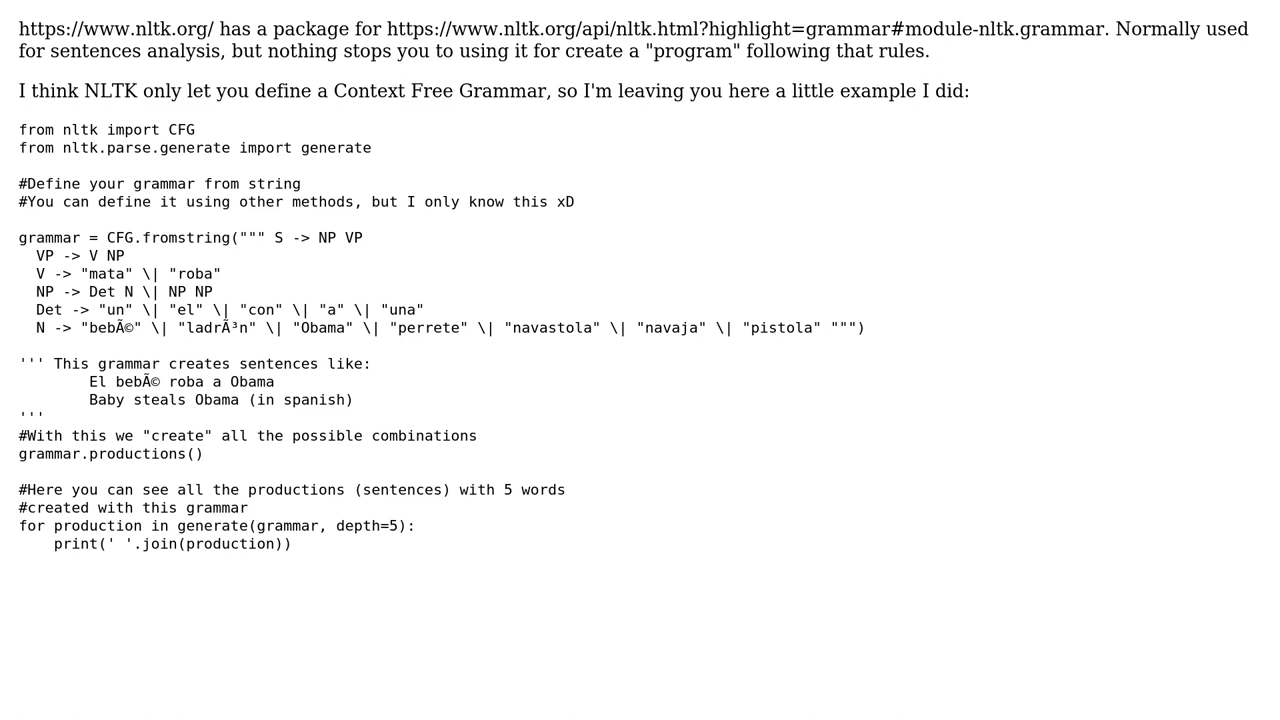 https://www.nltk.org/ has a package for https://www.nltk.org/api/nltk.html?highlight=grammar#module-nltk.grammar. Normally used
for sentences analysis, but nothing stops you to using it for create a "program" following that rules.
I think NLTK only let you define a Context Free Grammar, so I'm leaving you here a little example I did:
from nltk import CFG
from nltk.parse.generate import generate
#Define your grammar from string
#You can define it using other methods, but I only know this xD
grammar = CFG.fromstring(""" S -> NP VP
  VP -> V NP
  V -> "mata" \| "roba"
  NP -> Det N \| NP NP
  Det -> "un" \| "el" \| "con" \| "a" \| "una"
  N -> "bebÃ©" \| "ladrÃ³n" \| "Obama" \| "perrete" \| "navastola" \| "navaja" \| "pistola" """)
''' This grammar creates sentences like:
        El bebÃ© roba a Obama
        Baby steals Obama (in spanish)
'''
#With this we "create" all the possible combinations
grammar.productions()
#Here you can see all the productions (sentences) with 5 words
#created with this grammar
for production in generate(grammar, depth=5):
    print(' '.join(production))